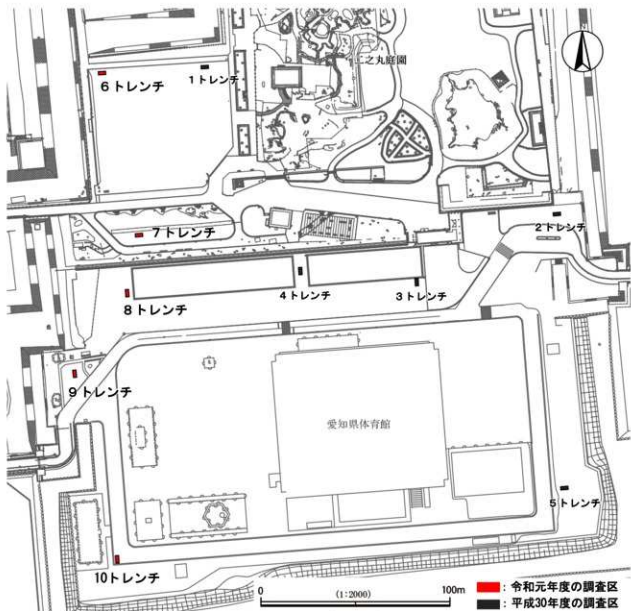 二之丸庭園
6トレンチ
1トレンチ
7トレンチ
2トレンチ
8トレンチ
4トレンチ
3トレンチ
9トレンチ
愛知県体育館
5トレンチ
10トレンチ
0 (1:2000) 100m
:令和元年度の調査区
:平成30年度の調査区